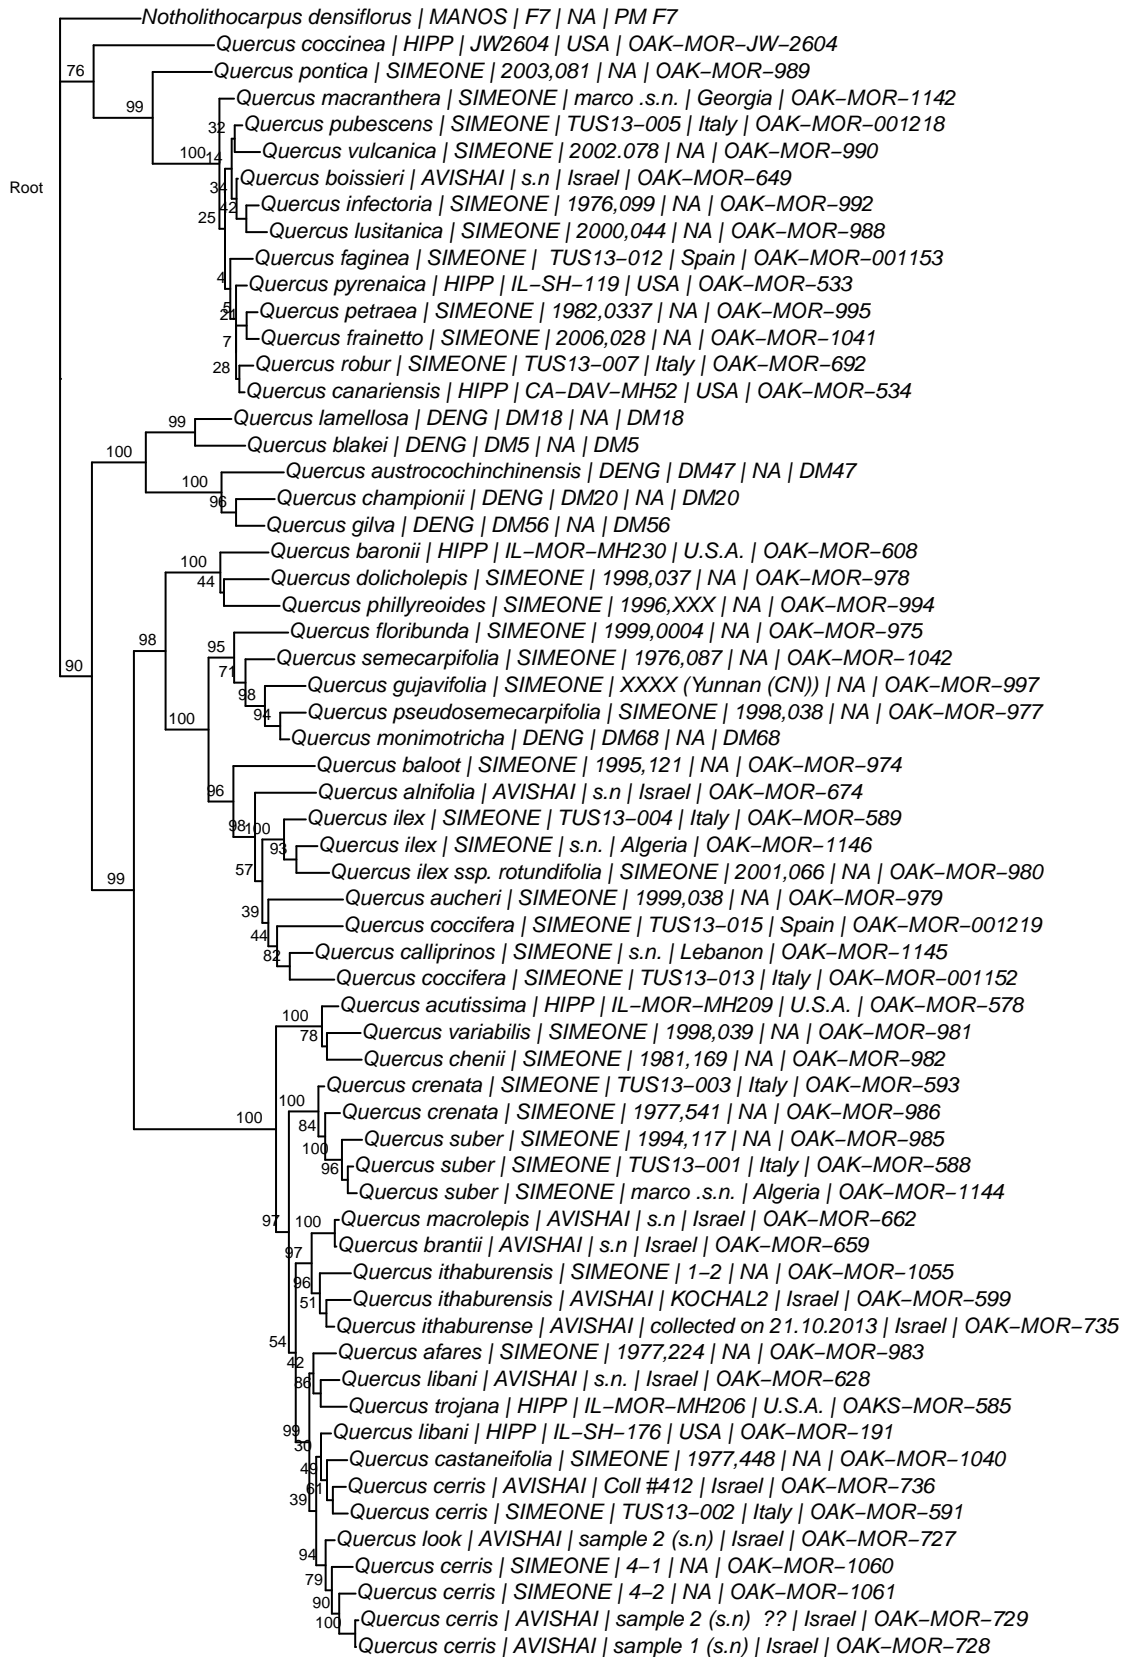 Notholithocarpus densiflorus | MANOS | F7 | NA | PM F7
Quercus coccinea | HIPP | JW2604 | USA | OAK−MOR−JW−2604
76
Quercus pontica | SIMEONE | 2003,081 | NA | OAK−MOR−989
99
Quercus macranthera | SIMEONE | marco .s.n. | Georgia | OAK−MOR−1142
32
Quercus pubescens | SIMEONE | TUS13−005 | Italy | OAK−MOR−001218
100
14
Quercus vulcanica | SIMEONE | 2002.078 | NA | OAK−MOR−990
Root
34
Quercus boissieri | AVISHAI | s.n | Israel | OAK−MOR−649
42
Quercus infectoria | SIMEONE | 1976,099 | NA | OAK−MOR−992
25
Quercus lusitanica | SIMEONE | 2000,044 | NA | OAK−MOR−988
Quercus faginea | SIMEONE | TUS13−012 | Spain | OAK−MOR−001153
4
Quercus pyrenaica | HIPP | IL−SH−119 | USA | OAK−MOR−533
5
21
Quercus petraea | SIMEONE | 1982,0337 | NA | OAK−MOR−995
7
Quercus frainetto | SIMEONE | 2006,028 | NA | OAK−MOR−1041
28
Quercus robur | SIMEONE | TUS13−007 | Italy | OAK−MOR−692
Quercus canariensis | HIPP | CA−DAV−MH52 | USA | OAK−MOR−534
99
Quercus lamellosa | DENG | DM18 | NA | DM18
Quercus blakei | DENG | DM5 | NA | DM5
100
Quercus austrocochinchinensis | DENG | DM47 | NA | DM47
100
96
Quercus championii | DENG | DM20 | NA | DM20
Quercus gilva | DENG | DM56 | NA | DM56
Quercus baronii | HIPP | IL−MOR−MH230 | U.S.A. | OAK−MOR−608
100
44
Quercus dolicholepis | SIMEONE | 1998,037 | NA | OAK−MOR−978
Quercus phillyreoides | SIMEONE | 1996,XXX | NA | OAK−MOR−994
Quercus floribunda | SIMEONE | 1999,0004 | NA | OAK−MOR−975
98
95
90
71
Quercus semecarpifolia | SIMEONE | 1976,087 | NA | OAK−MOR−1042
98
Quercus gujavifolia | SIMEONE | XXXX (Yunnan (CN)) | NA | OAK−MOR−997
94
100
Quercus pseudosemecarpifolia | SIMEONE | 1998,038 | NA | OAK−MOR−977
Quercus monimotricha | DENG | DM68 | NA | DM68
Quercus baloot | SIMEONE | 1995,121 | NA | OAK−MOR−974
96
Quercus alnifolia | AVISHAI | s.n | Israel | OAK−MOR−674
98
100
Quercus ilex | SIMEONE | TUS13−004 | Italy | OAK−MOR−589
93
Quercus ilex | SIMEONE | s.n. | Algeria | OAK−MOR−1146
57
Quercus ilex ssp. rotundifolia | SIMEONE | 2001,066 | NA | OAK−MOR−980
99
Quercus aucheri | SIMEONE | 1999,038 | NA | OAK−MOR−979
39
Quercus coccifera | SIMEONE | TUS13−015 | Spain | OAK−MOR−001219
44
82
Quercus calliprinos | SIMEONE | s.n. | Lebanon | OAK−MOR−1145
Quercus coccifera | SIMEONE | TUS13−013 | Italy | OAK−MOR−001152
Quercus acutissima | HIPP | IL−MOR−MH209 | U.S.A. | OAK−MOR−578
100
78
Quercus variabilis | SIMEONE | 1998,039 | NA | OAK−MOR−981
Quercus chenii | SIMEONE | 1981,169 | NA | OAK−MOR−982
Quercus crenata | SIMEONE | TUS13−003 | Italy | OAK−MOR−593
100
Quercus crenata | SIMEONE | 1977,541 | NA | OAK−MOR−986
100
84
Quercus suber | SIMEONE | 1994,117 | NA | OAK−MOR−985
100
96
Quercus suber | SIMEONE | TUS13−001 | Italy | OAK−MOR−588
Quercus suber | SIMEONE | marco .s.n. | Algeria | OAK−MOR−1144
97
100
Quercus macrolepis | AVISHAI | s.n | Israel | OAK−MOR−662
Quercus brantii | AVISHAI | s.n | Israel | OAK−MOR−659
97
Quercus ithaburensis | SIMEONE | 1−2 | NA | OAK−MOR−1055
96
51
Quercus ithaburensis | AVISHAI | KOCHAL2 | Israel | OAK−MOR−599
Quercus ithaburense | AVISHAI | collected on 21.10.2013 | Israel | OAK−MOR−735
54
Quercus afares | SIMEONE | 1977,224 | NA | OAK−MOR−983
42
86
Quercus libani | AVISHAI | s.n. | Israel | OAK−MOR−628
Quercus trojana | HIPP | IL−MOR−MH206 | U.S.A. | OAKS−MOR−585
99
Quercus libani | HIPP | IL−SH−176 | USA | OAK−MOR−191
30
Quercus castaneifolia | SIMEONE | 1977,448 | NA | OAK−MOR−1040
49
61
Quercus cerris | AVISHAI | Coll #412 | Israel | OAK−MOR−736
39
Quercus cerris | SIMEONE | TUS13−002 | Italy | OAK−MOR−591
Quercus look | AVISHAI | sample 2 (s.n) | Israel | OAK−MOR−727
94
Quercus cerris | SIMEONE | 4−1 | NA | OAK−MOR−1060
79
Quercus cerris | SIMEONE | 4−2 | NA | OAK−MOR−1061
90
100
Quercus cerris | AVISHAI | sample 2 (s.n) ?? | Israel | OAK−MOR−729
Quercus cerris | AVISHAI | sample 1 (s.n) | Israel | OAK−MOR−728